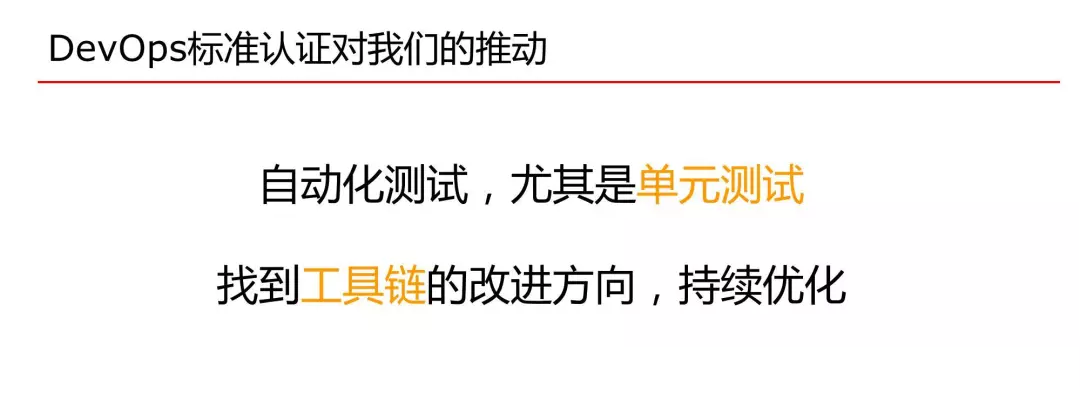 DevOps标准认证对我们的推动
自动化测试，尤其是单元测试
找到工具链的改进方向，持续优化